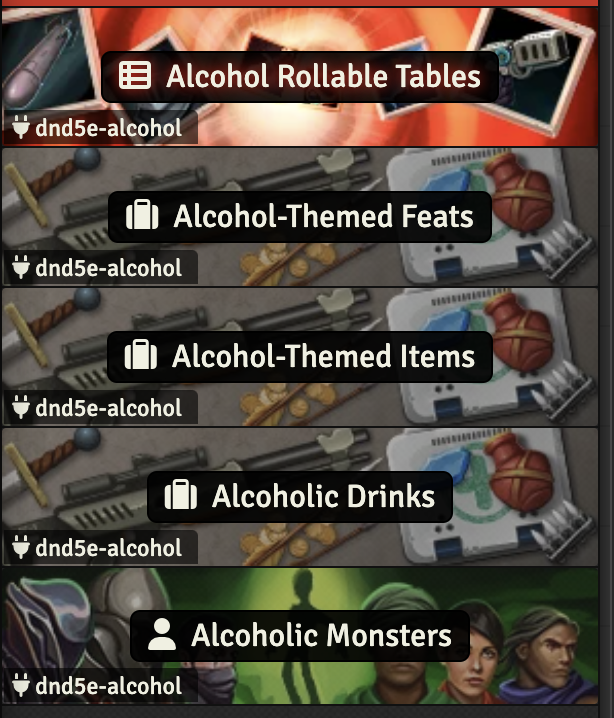 Alcohol Rollable Tables
dnd5e-alcohol
Alcohol-Themed Feats
dnd5e-alcohol
Alcohol-Themed Items
dnd5e-alcohol
Alcoholic Drinks
dnd5e-alcohol
Alcoholic Monsters
dnd5e-alcohol